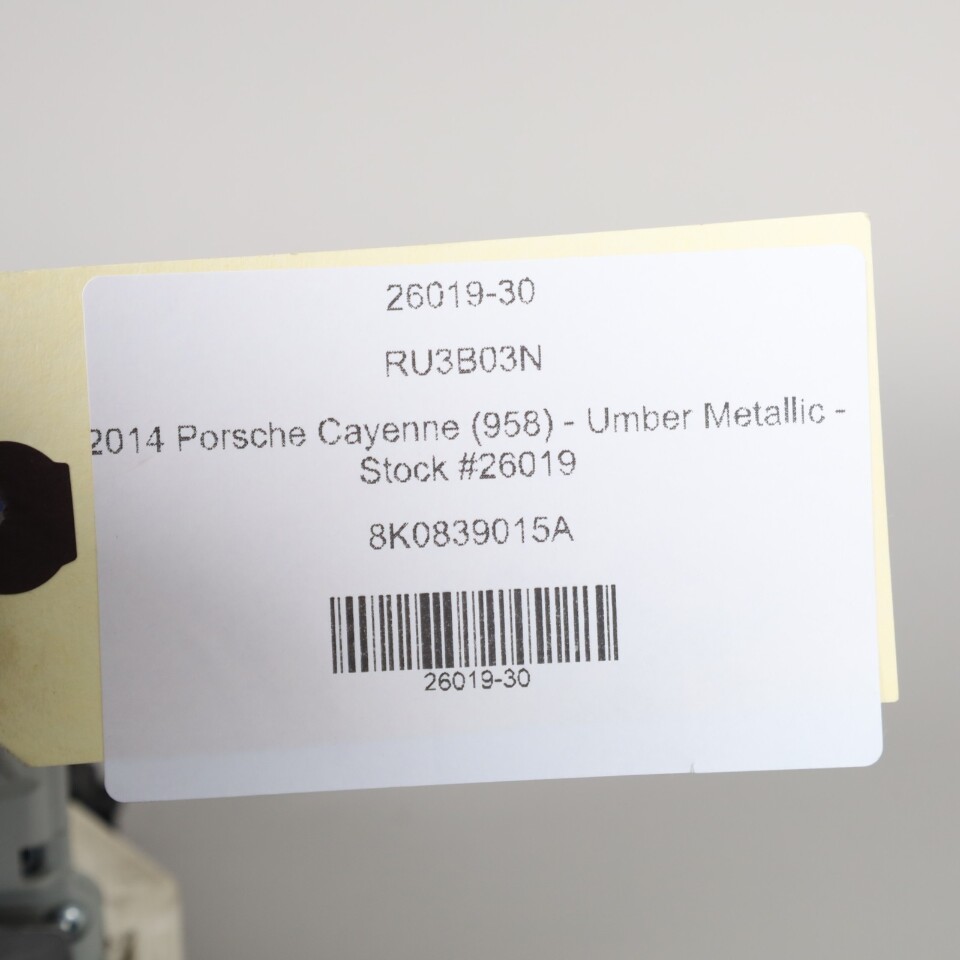 26019-30
RU3B03N
2014 Porsche Cayenne (958) - Umber Metallic -
Stock #26019
8K0839015A
26019-30